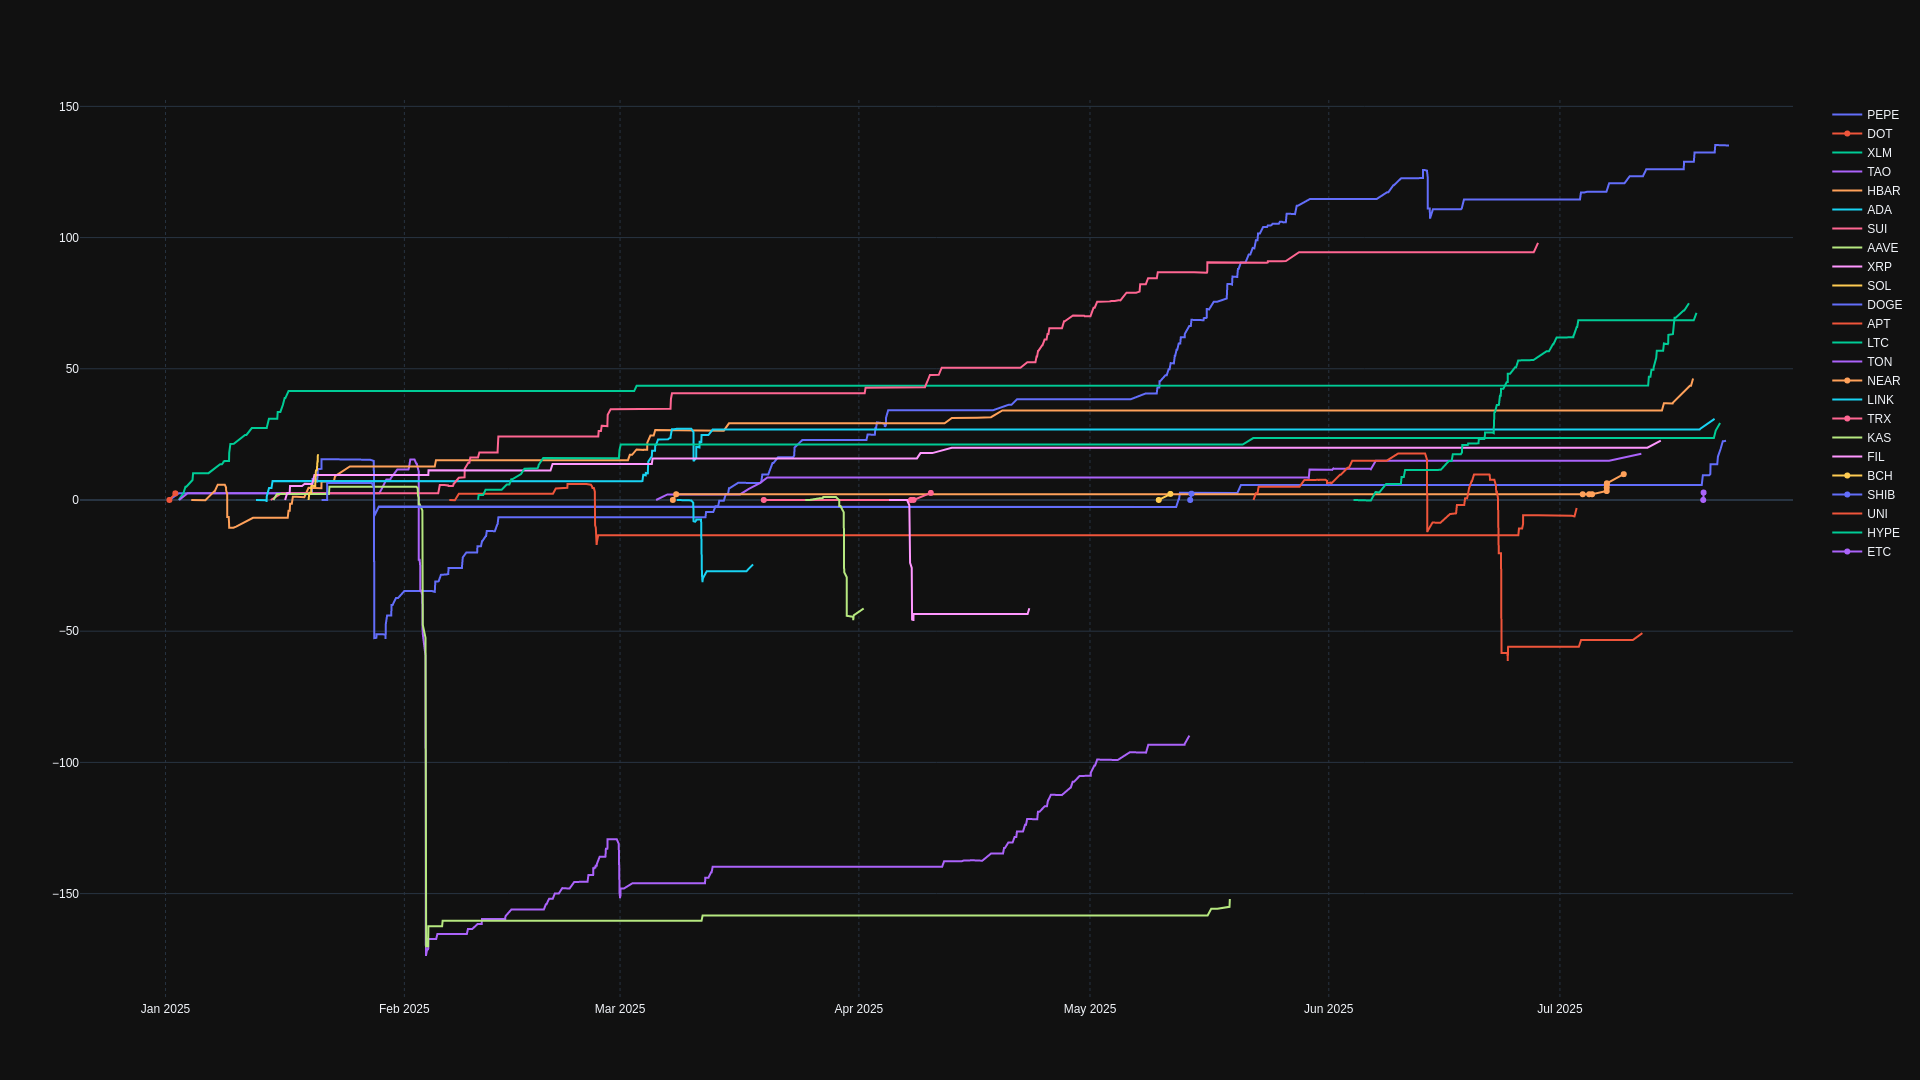 150
100
50
0
−50
−100
−150
Jan 2025
Feb 2025
Mar 2025
Apr 2025
May 2025
Jun 2025
Jul 2025
PEPE
DOT
XLM
TAO
HBAR
ADA
SUI
AAVE
XRP
SOL
DOGE
APT
LTC
TON
NEAR
LINK
TRX
KAS
FIL
BCH
SHIB
UNI
HYPE
ETC